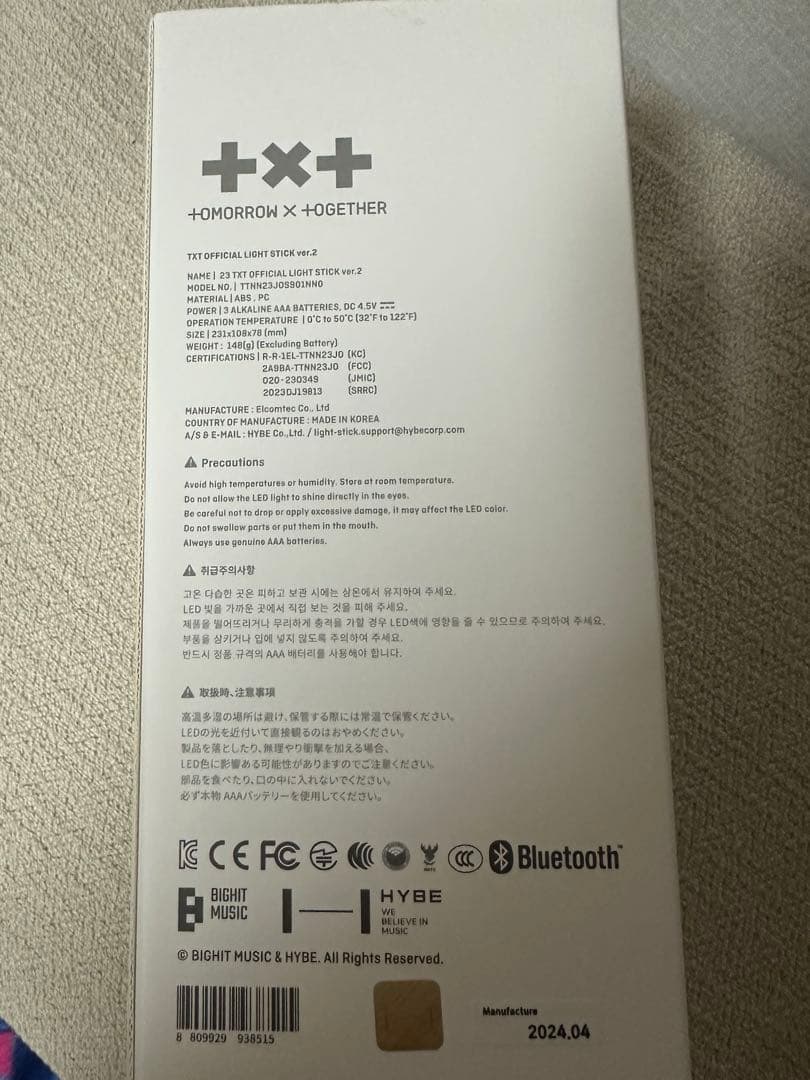 TXT
TOMORROW X TOGETHER
TXT OFFICIAL LIGHT STICK ver.2
NAME | 23 TXT OFFICIAL LIGHT STICK ver.2
MODEL NO. | TTNN23JOS901NNO
MATERIAL | ABS , PC
POWER | 3 ALKALINE AAA BATTERIES, DC 4.5V
OPERATION TEMPERATURE | 0°C to 50°C (32°F to 122°F)
SIZE | 231x108x78 (mm)
WEIGHT : 148(g) (Excluding Battery)
CERTIFICATIONS | R-R-1EL-TTNN23JO (KC)
2A9BA-TTNN23JO (FCC)
020-230349 (JMIC)
2023DJ19813 (SRRC)
MANUFACTURE : Elcomtec Co., Ltd
COUNTRY OF MANUFACTURE : MADE IN KOREA
A/S & E-MAIL : HYBE Co.,Ltd. / light-stick.support@hybecorp.com
Precautions
Avoid high temperatures or humidity. Store at room temperature.
Do not allow the LED light to shine directly in the eyes.
Be careful not to drop or apply excessive damage, it may affect the LED color.
Do not swallow parts or put them in the mouth.
Always use genuine AAA batteries.
취급주의사항
고온 다습한 곳은 피하고 보관 시에는 상온에서 유지하여 주세요.
LED 빛을 가까운 곳에서 직접 보는 것을 피해 주세요.
제품을 떨어뜨리거나 무리하게 충격을 가할 경우 LED색에 영향을 줄 수 있으므로 주의하여 주세요.
부품을 삼키거나 입에 넣지 않도록 주의하여 주세요.
반드시 정품 규격의 AAA 배터리를 사용해야 합니다.
取扱時、注意事項
高温多湿の場所は避け、保管する際には常温で保管ください。
LEDの光を近付いて直接観るのはおやめください。
製品を落としたり、無理やり衝撃を加える場合、
LED色に影響ある可能性がありますのでご注意ください。
部品を食べたり、口の中に入れないでください。
必ず本物 AAAバッテリーを使用してください。
CE FC CCC Bluetooth™
BIGHIT MUSIC
HYBE
WE
BELIEVE IN
MUSIC
© BIGHIT MUSIC & HYBE. All Rights Reserved.
8 809929 938515
Manufacture
2024.04